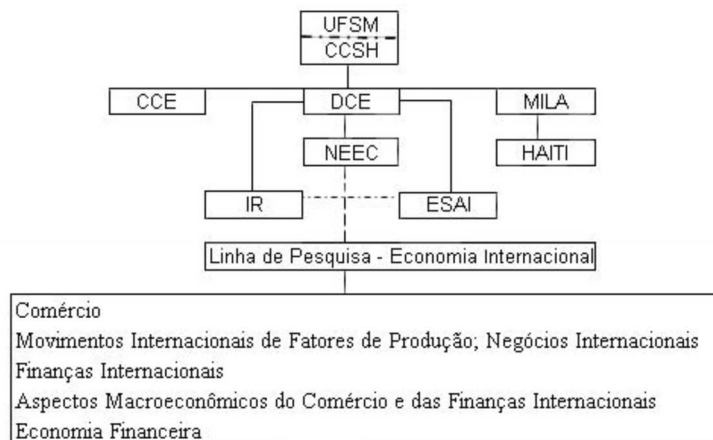 UFSM
CCSH
CCE
DCE
MILA
NEEC
HAITI
IR
ESAI
Linha de Pesquisa - Economia Internacional
Comércio
Movimentos Internacionais de Fatores de Produção; Negócios Internacionais
Finanças Internacionais
Aspectos Macroeconômicos do Comércio e das Finanças Internacionais
Economia Financeira